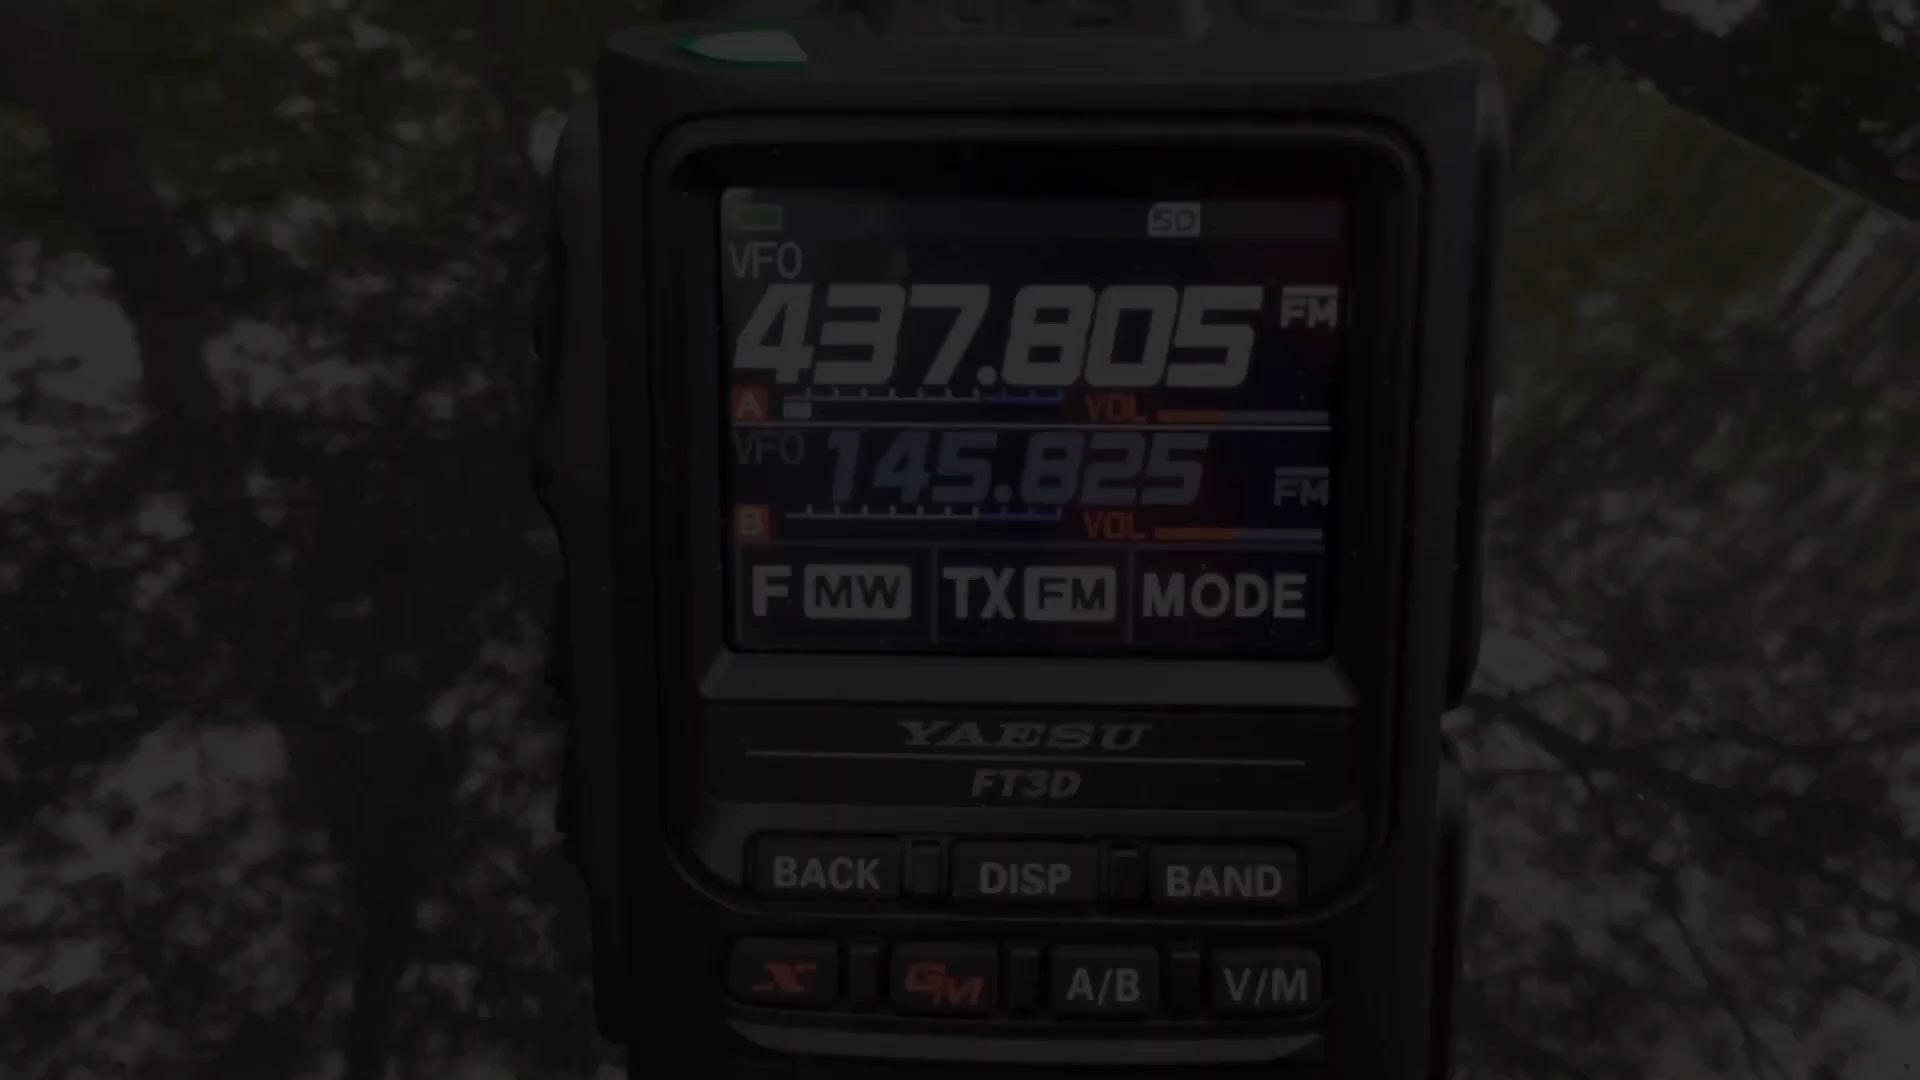 SD
VFO
437.805 FM
A VOL
VFO 145.825 FM
B VOL
F MW TX FM MODE
YAESU
FT3D
BACK DISP BAND
X GM A/B V/M